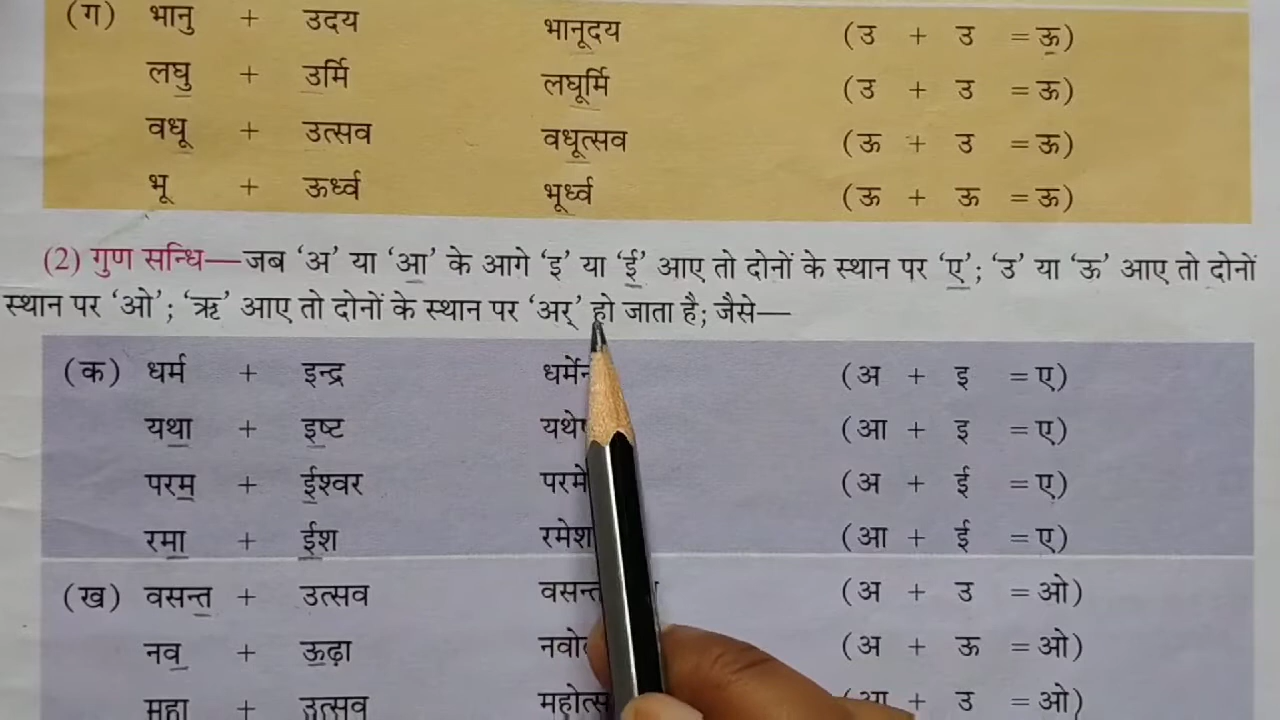 (ग) भानु + उदय भानूदय (उ + उ = ऊ)
लघु + उर्मि लघूर्मि (उ + उ = ऊ)
वधू + उत्सव वधूत्सव (ऊ + उ = ऊ)
भू + ऊर्ध्व भूर्ध्व (ऊ + ऊ = ऊ)
(2) गुण सन्धि—जब ‘अ’ या ‘आ’ के आगे ‘इ’ या ‘ई’ आए तो दोनों के स्थान पर ‘ए’; ‘उ’ या ‘ऊ’ आए तो दोनों
स्थान पर ‘ओ’; ‘ऋ’ आए तो दोनों के स्थान पर ‘अर्’ हो जाता है; जैसे—
(क) धर्म + इन्द्र (अ + इ = ए)
यथा + इष्ट (आ + इ = ए)
परम + ईश्वर (अ + ई = ए)
रमा + ईश रमेश (आ + ई = ए)
(ख) वसन्त + उत्सव (अ + उ = ओ)
नव + ऊढ़ा (अ + ऊ = ओ)
महा + उत्सव (आ + उ = ओ)